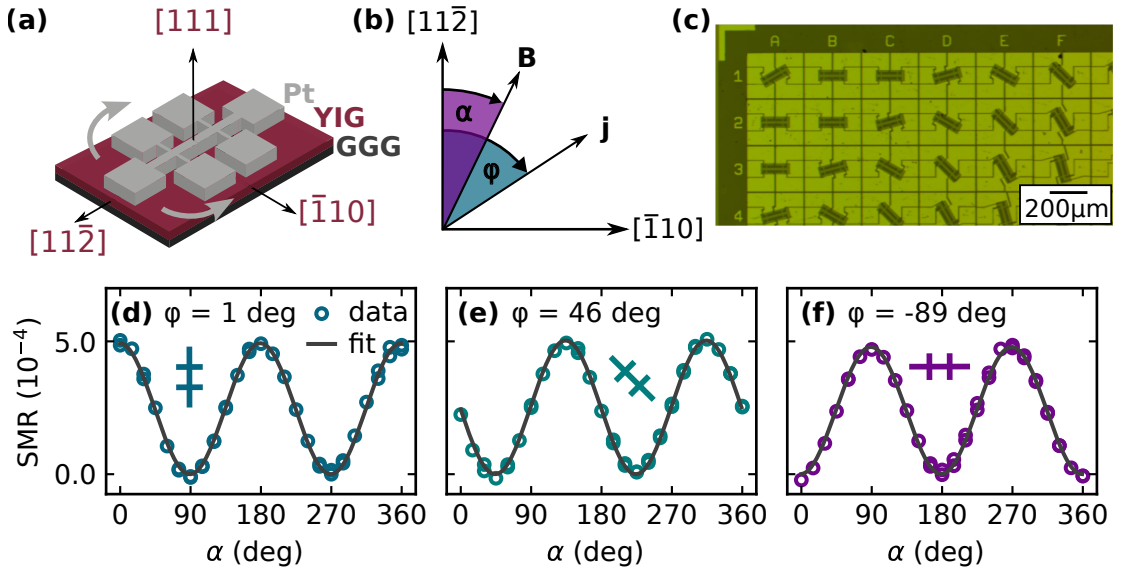 (a)
[111]
Pt
YIG
GGG
[11̅2̅]
[1̅10]
(b)
[112̅]
B
α
j
φ
[1̅10]
(c)
A B C D E F
1
2
3
4
200μm
(d) φ = 1 deg
data
fit
(e) φ = 46 deg
(f) φ = -89 deg
SMR (10⁻⁴)
5.0
0.0
0 90 180 270 360
0 90 180 270 360
0 90 180 270 360
α (deg)
α (deg)
α (deg)